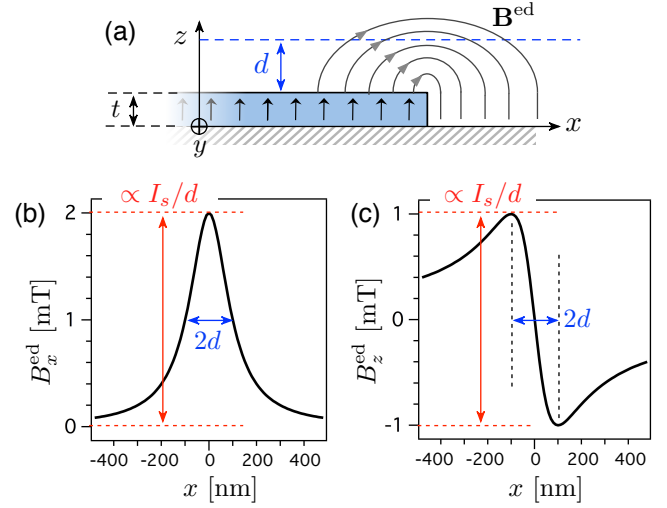 (a)
z
B^ed
d
t
x
y
(b)
∝ I_s/d
2
1
0
2d
B_x^ed [mT]
-400 -200 0 200 400
x [nm]
(c)
∝ I_s/d
1
0
-1
2d
B_z^ed [mT]
-400 -200 0 200 400
x [nm]